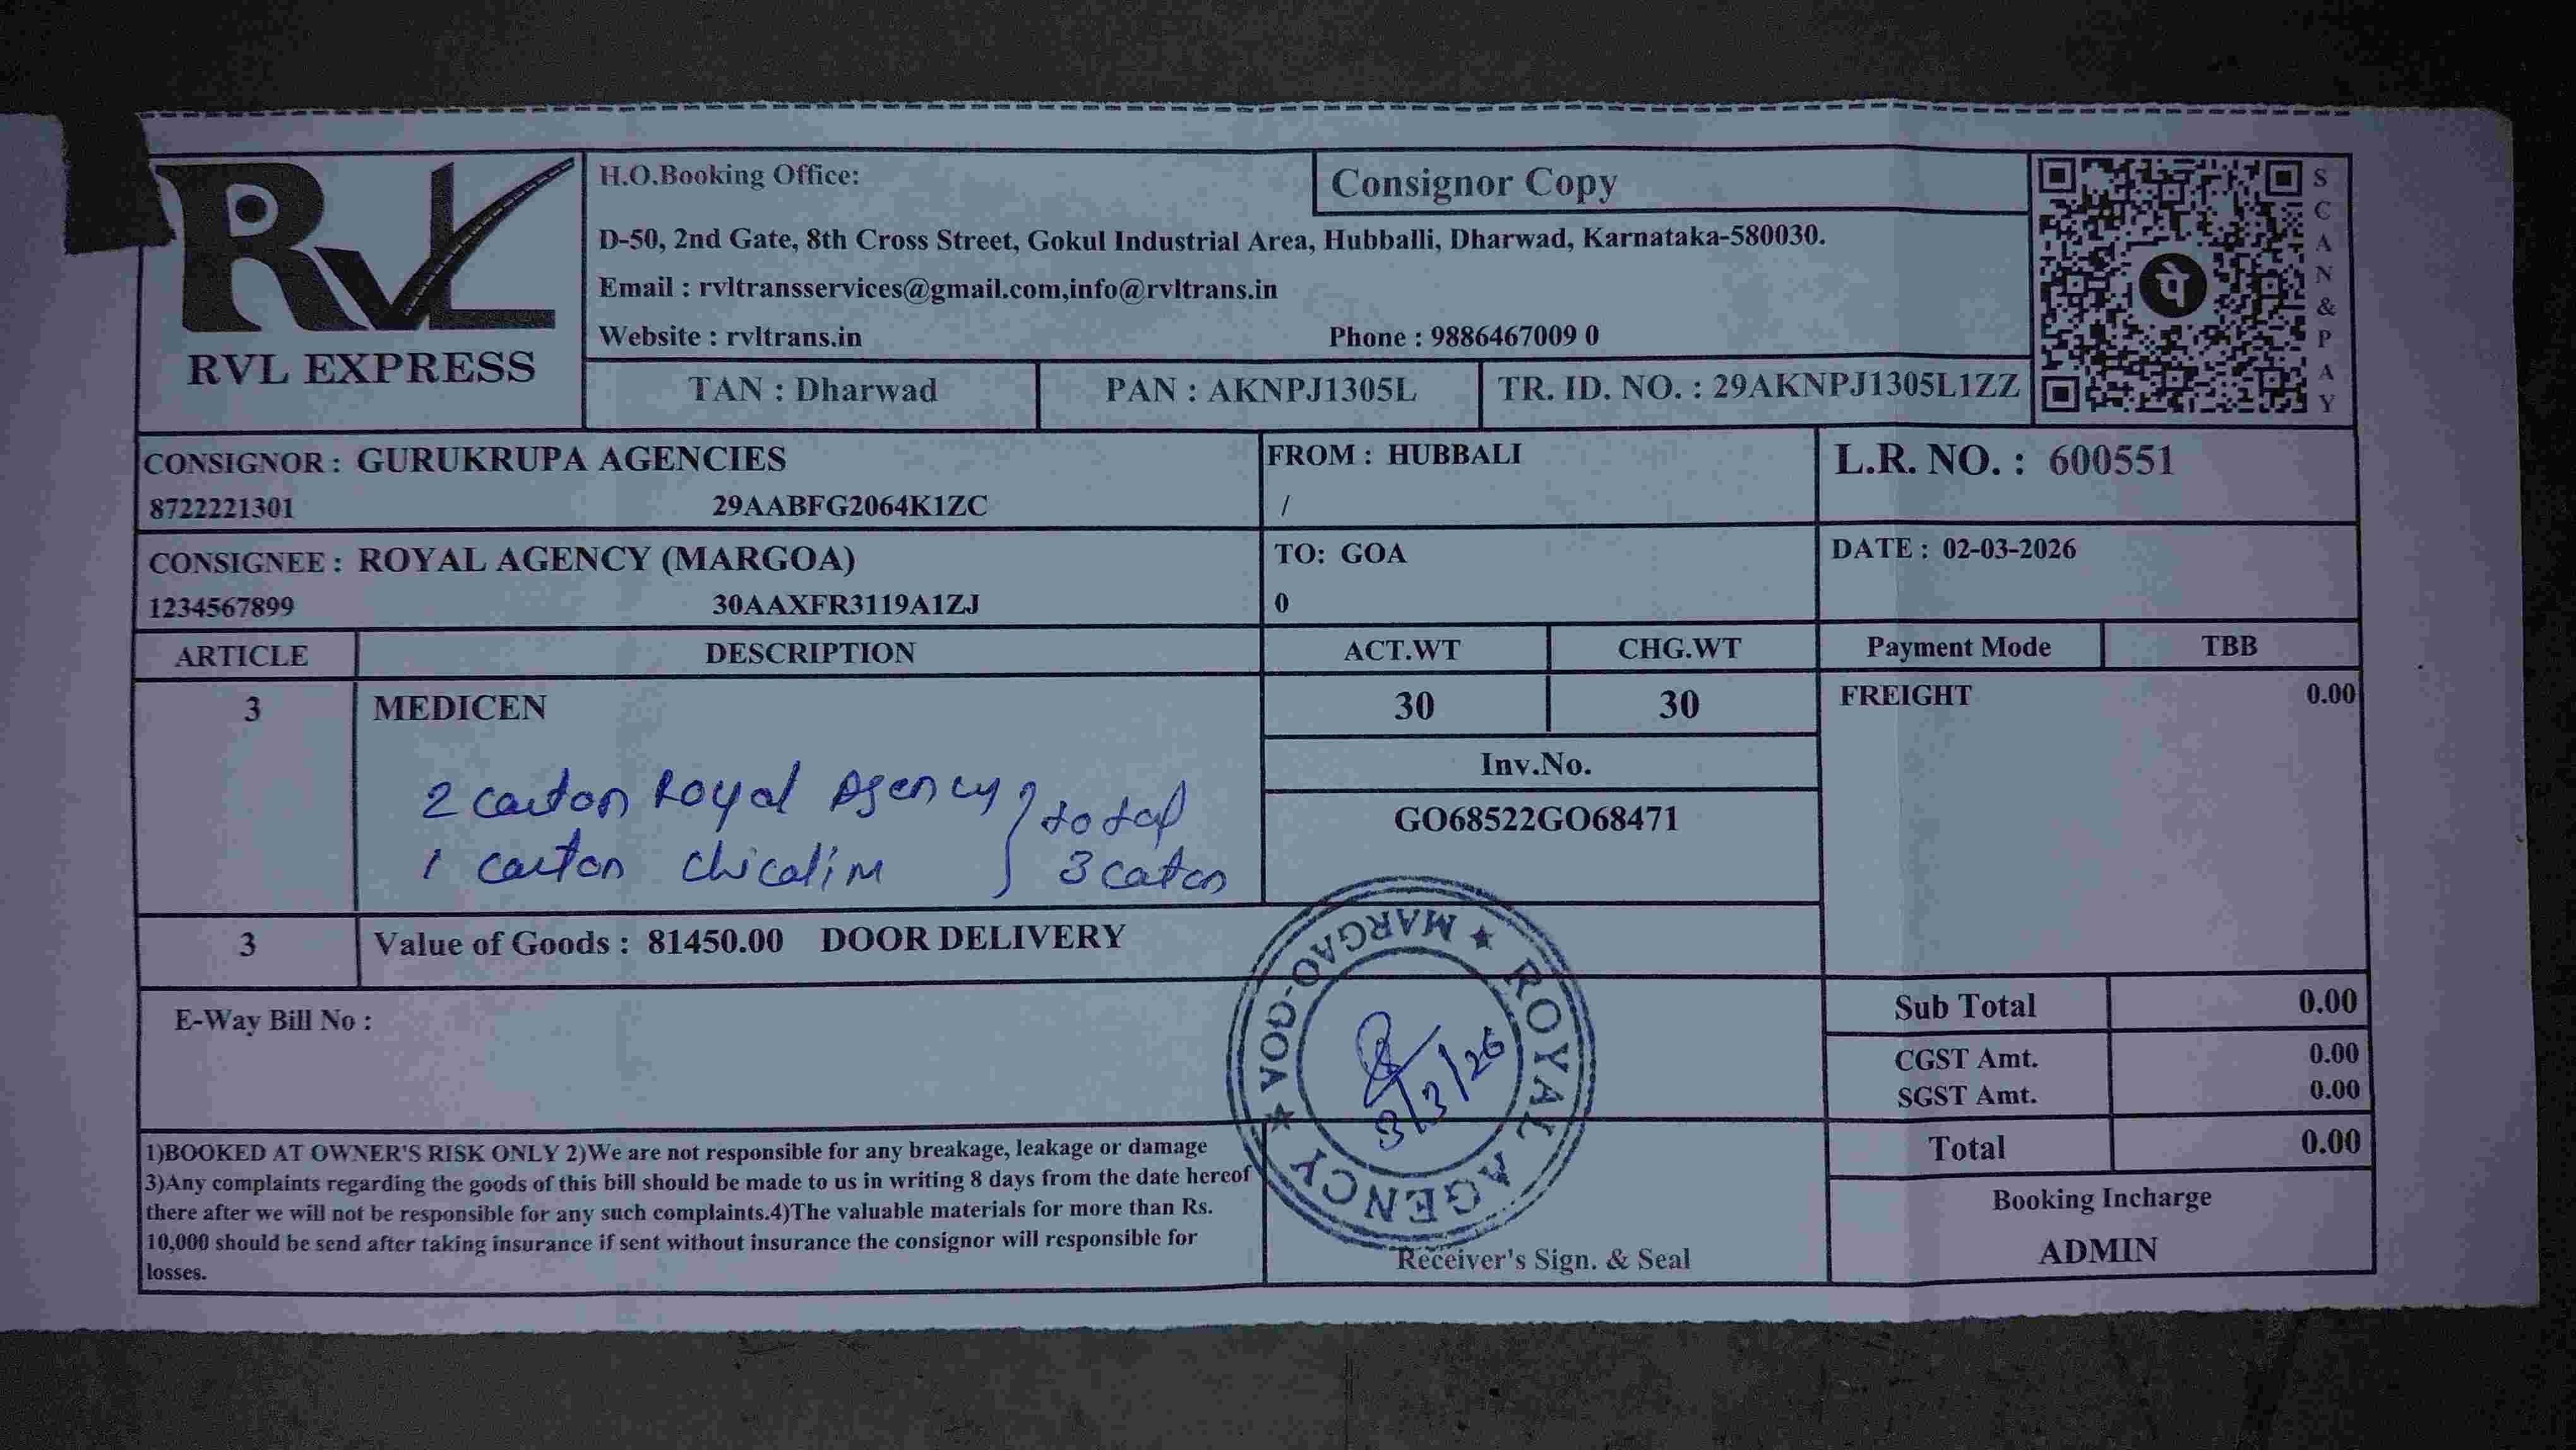 RVL
RVL EXPRESS
H.O.Booking Office:
Consignor Copy
D-50, 2nd Gate, 8th Cross Street, Gokul Industrial Area, Hubballi, Dharwad, Karnataka-580030.
Email : rvltransservices@gmail.com,info@rvltrans.in
Website : rvltrans.in Phone : 9886467009 0
TAN : Dharwad PAN : AKNPJ1305L TR. ID. NO. : 29AKNPJ1305L1ZZ
पे
SCAN&PAY
CONSIGNOR : GURUKRUPA AGENCIES
8722221301 29AABFG2064K1ZC
FROM : HUBBALI
/
L.R. NO. : 600551
CONSIGNEE : ROYAL AGENCY (MARGOA)
1234567899 30AAXFR3119A1ZJ
TO: GOA
0
DATE : 02-03-2026
ARTICLE DESCRIPTION ACT.WT CHG.WT Payment Mode TBB
3 MEDICEN 30 30 FREIGHT 0.00
Inv.No.
GO68522GO68471
2 carton Royal Agency } total
1 carton chicalim } 3 caton
3 Value of Goods : 81450.00 DOOR DELIVERY
E-Way Bill No :
Sub Total 0.00
CGST Amt. 0.00
SGST Amt. 0.00
Total 0.00
★ ROYAL AGENCY ★ MARGAO-GOA
3/3/26
1)BOOKED AT OWNER'S RISK ONLY 2)We are not responsible for any breakage, leakage or damage
3)Any complaints regarding the goods of this bill should be made to us in writing 8 days from the date hereof
there after we will not be responsible for any such complaints.4)The valuable materials for more than Rs.
10,000 should be send after taking insurance if sent without insurance the consignor will responsible for
losses.
Receiver's Sign. & Seal
Booking Incharge
ADMIN